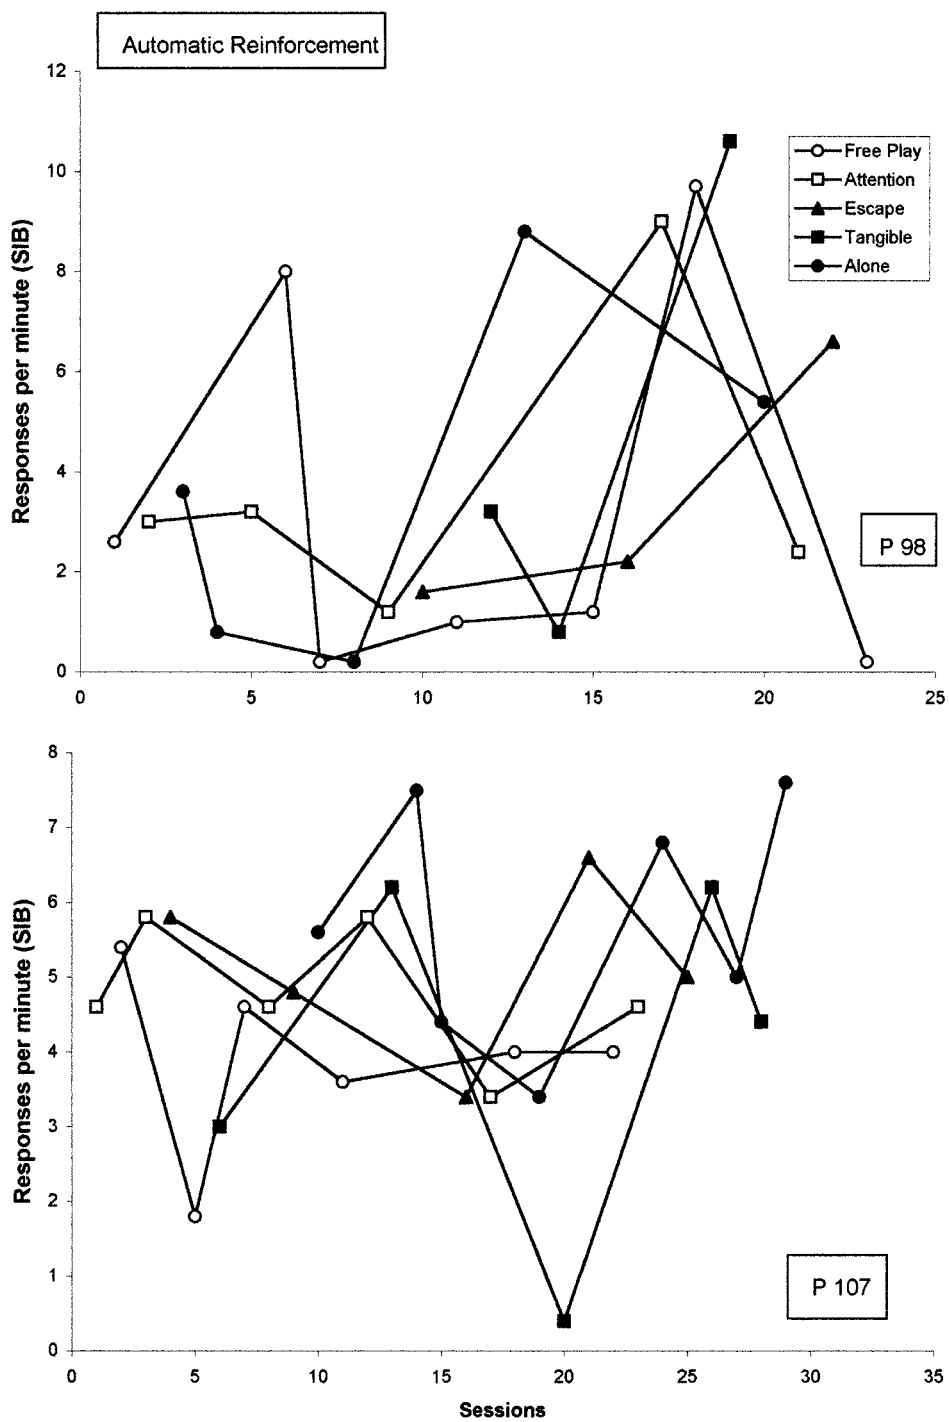 Automatic Reinforcement
12
10
8
6
4
2
0
Responses per minute (SIB)
Free Play
Attention
Escape
Tangible
Alone
P 98
0 5 10 15 20 25
8
7
6
5
4
3
2
1
0
Responses per minute (SIB)
P 107
0 5 10 15 20 25 30 35
Sessions